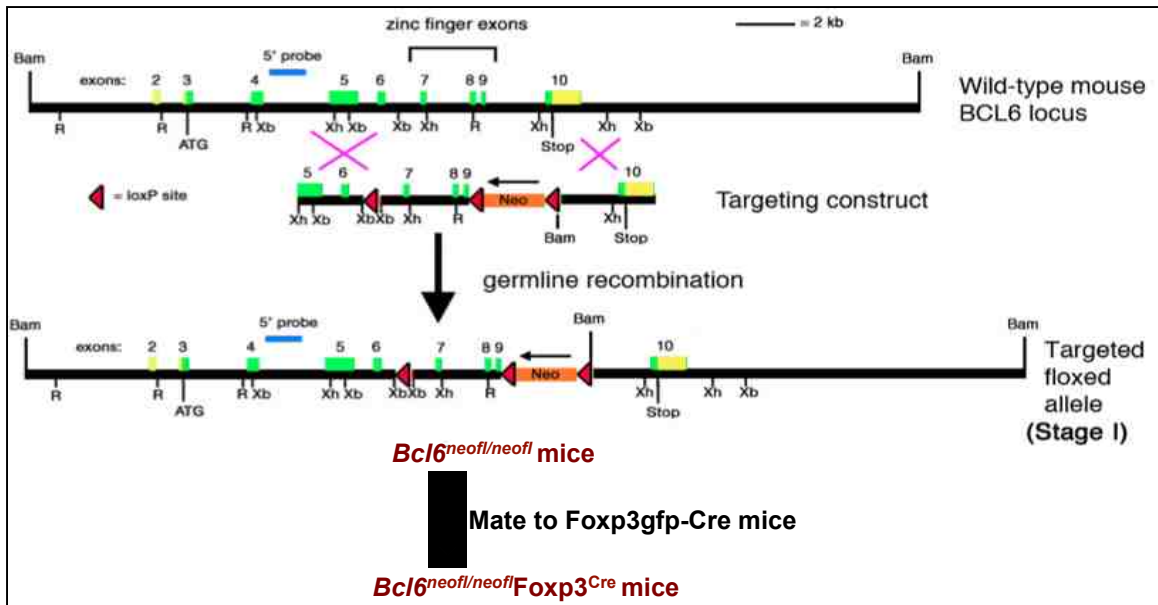 zinc finger exons
= 2 kb
Bam
5' probe
Bam
exons: 2 3 4 5 6 7 8 9 10
Wild-type mouse
BCL6 locus
R R R Xb Xh Xb Xb Xh R Xh Xh Xb
ATG
Stop
5 6 7 8 9 10
= loxP site
Neo
Targeting construct
Xh Xb Xb Xb Xh R Xh
Bam
Stop
germline recombination
Bam
5' probe
Bam
Bam
exons: 2 3 4 5 6 7 8 9 10
Neo
Targeted
floxed
allele
(Stage I)
R R R Xb Xh Xb Xb Xb Xh R Xh Xh Xb
ATG
Stop
Bcl6neofl/neofl mice
Mate to Foxp3gfp-Cre mice
Bcl6neofl/neoflFoxp3Cre mice